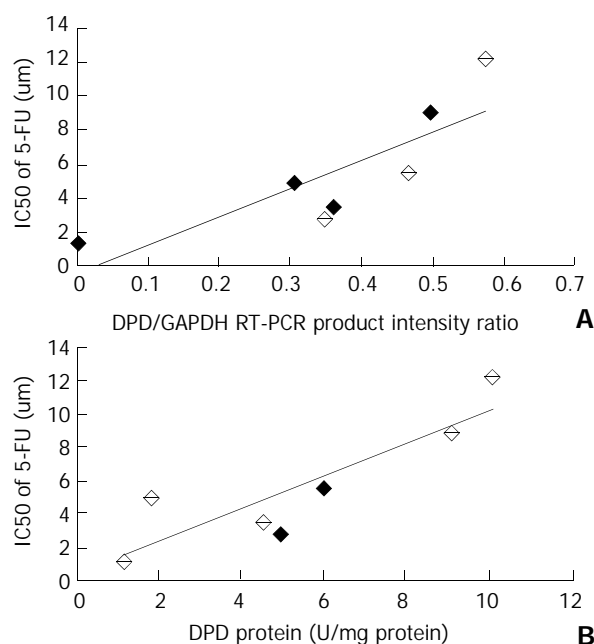 14
12
10
8
6
4
2
0
IC50 of 5-FU (um)
0 0.1 0.2 0.3 0.4 0.5 0.6 0.7
DPD/GAPDH RT-PCR product intensity ratio A
14
12
10
8
6
4
2
0
IC50 of 5-FU (um)
0 2 4 6 8 10 12
DPD protein (U/mg protein) B